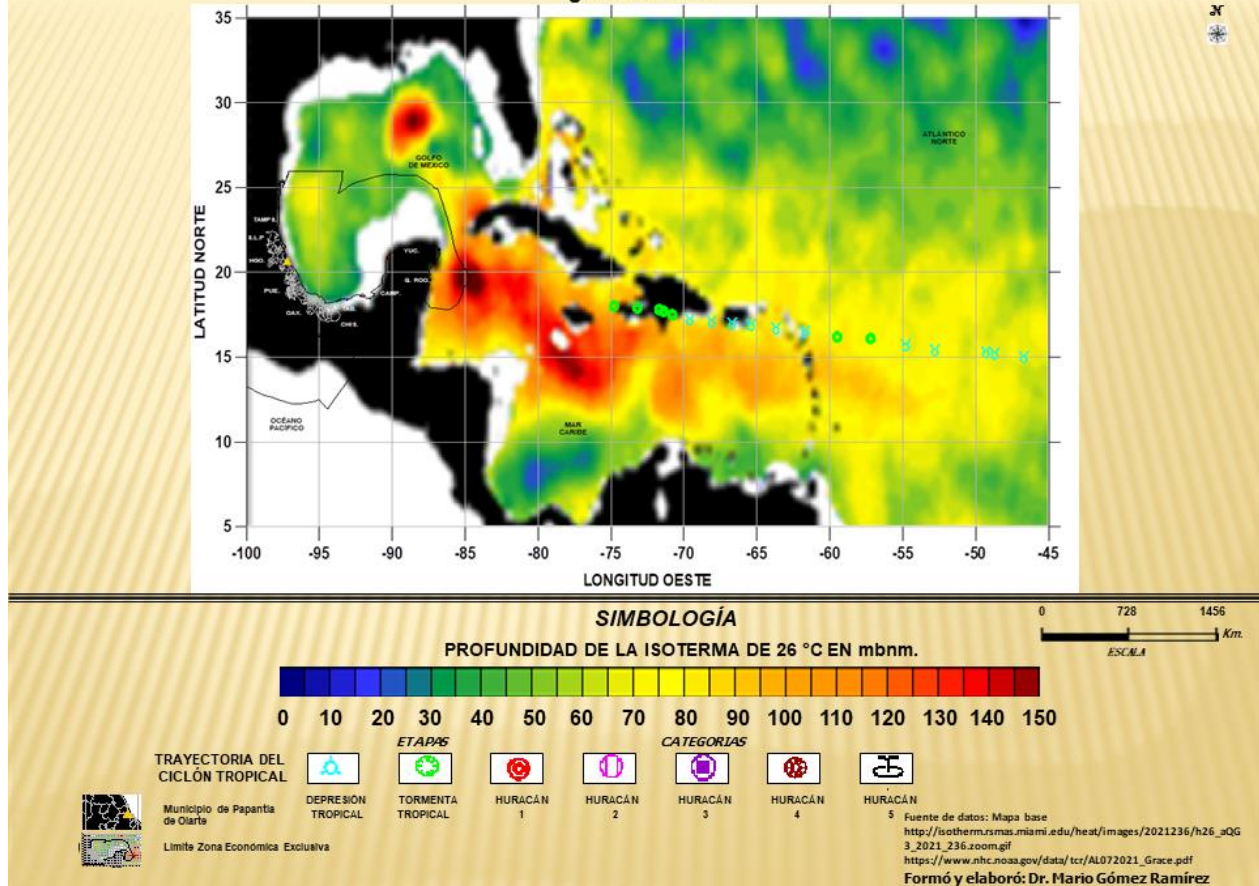 35
30
25
20
15
10
5
LATITUD NORTE
-100 -95 -90 -85 -80 -75 -70 -65 -60 -55 -50 -45
LONGITUD OESTE
ATLÁNTICO
NORTE
GOLFO
DE MÉXICO
TAMPS.
S.L.P
HGO.
PUE.
OAX.
CHIS.
CAMP.
YUC.
Q. ROO.
OCÉANO
PACÍFICO
MAR
CARIBE
N
SIMBOLOGÍA
0 728 1456
Km.
ESCALA
PROFUNDIDAD DE LA ISOTERMA DE 26 °C EN mbnm.
0 10 20 30 40 50 60 70 80 90 100 110 120 130 140 150
ETAPAS CATEGORIAS
TRAYECTORIA DEL
CICLÓN TROPICAL
DEPRESIÓN
TROPICAL
TORMENTA
TROPICAL
HURACÁN
1
HURACÁN
2
HURACÁN
3
HURACÁN
4
HURACÁN
5
Municipio de Papantla
de Olarte
Límite Zona Económica Exclusiva
Fuente de datos: Mapa base
http://isotherm.rsmas.miami.edu/heat/images/2021236/h26_aQG
3_2021_236.zoom.gif
https://www.nhc.noaa.gov/data/tcr/AL072021_Grace.pdf
Formó y elaboró: Dr. Mario Gómez Ramírez